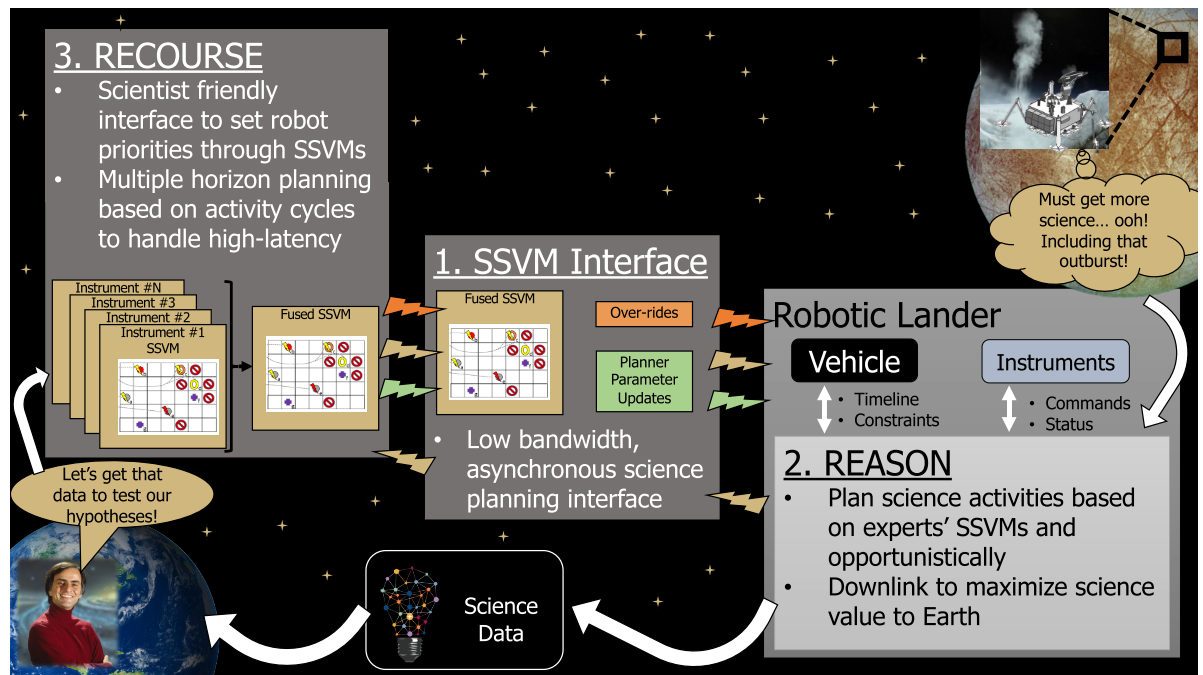 3. RECOURSE
• Scientist friendly
interface to set robot
priorities through SSVMs
• Multiple horizon planning
based on activity cycles
to handle high-latency
Instrument #N
Instrument #3
Instrument #2
Instrument #1
SSVM
Fused SSVM
Let's get that
data to test our
hypotheses!
1. SSVM Interface
Fused SSVM
Over-rides
Planner
Parameter
Updates
• Low bandwidth,
asynchronous science
planning interface
Must get more
science... ooh!
Including that
outburst!
Robotic Lander
Vehicle
Instruments
• Timeline
• Constraints
• Commands
• Status
2. REASON
• Plan science activities based
on experts' SSVMs and
opportunistically
• Downlink to maximize science
value to Earth
Science
Data